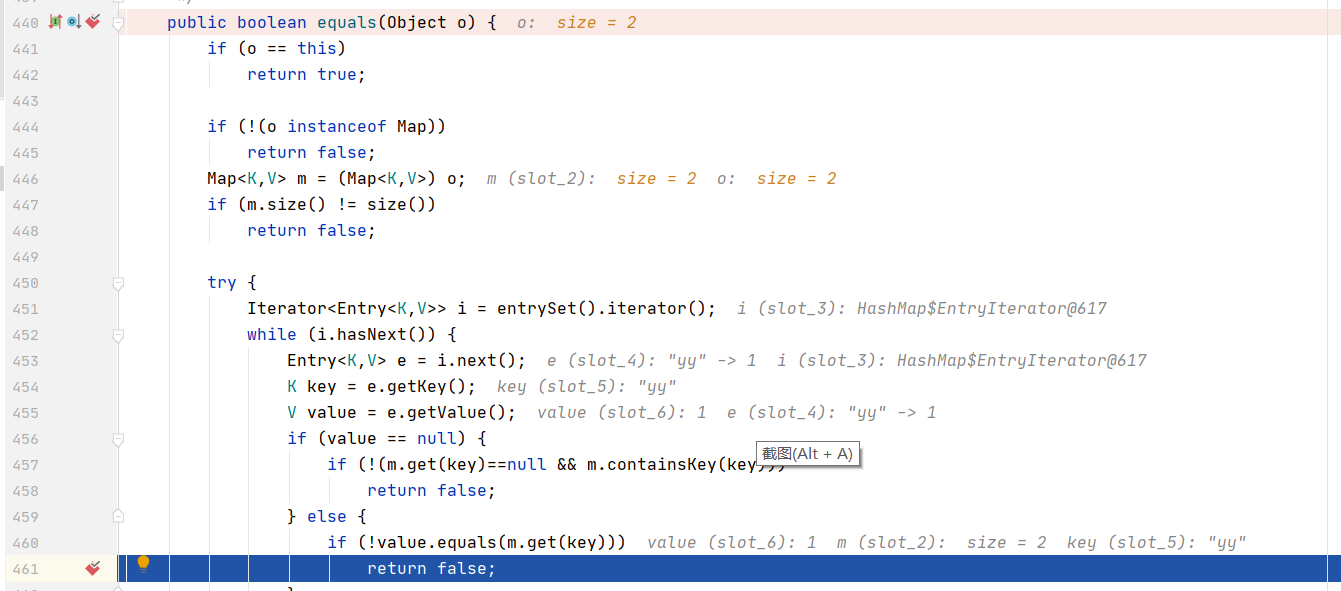 440 public boolean equals(Object o) { o: size = 2
441 if (o == this)
442 return true;
443
444 if (!(o instanceof Map))
445 return false;
446 Map<K,V> m = (Map<K,V>) o; m (slot_2): size = 2 o: size = 2
447 if (m.size() != size())
448 return false;
449
450 try {
451 Iterator<Entry<K,V>> i = entrySet().iterator(); i (slot_3): HashMap$EntryIterator@617
452 while (i.hasNext()) {
453 Entry<K,V> e = i.next(); e (slot_4): "yy" -> 1 i (slot_3): HashMap$EntryIterator@617
454 K key = e.getKey(); key (slot_5): "yy"
455 V value = e.getValue(); value (slot_6): 1 e (slot_4): "yy" -> 1
456 if (value == null) {
截图(Alt + A)
457 if (!(m.get(key)==null && m.containsKey(key)))
458 return false;
459 } else {
460 if (!value.equals(m.get(key))) value (slot_6): 1 m (slot_2): size = 2 key (slot_5): "yy"
461 return false;
}